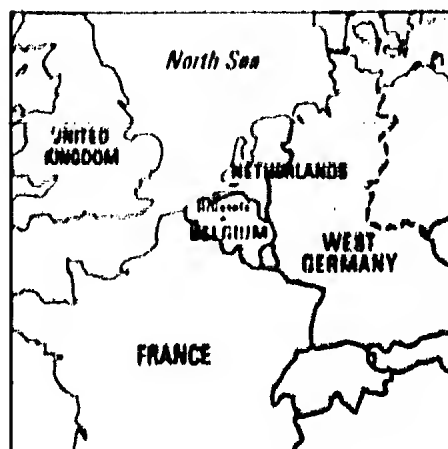 North Sea
UNITED
KINGDOM
NETHERLANDS
BELGIUM
WEST
GERMANY
FRANCE